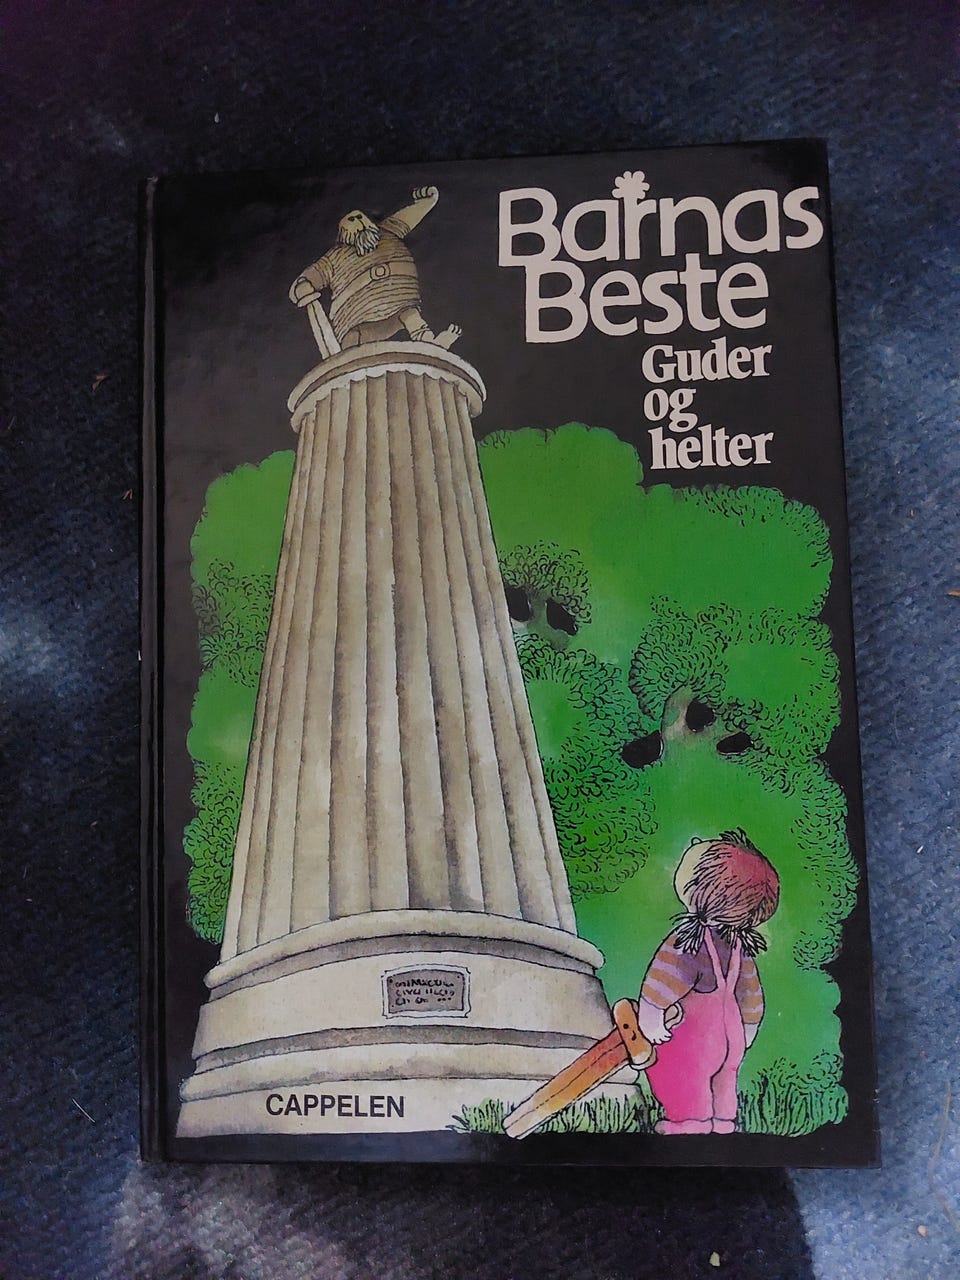 Barnas
Beste
Guder
og
helter
CAPPELEN